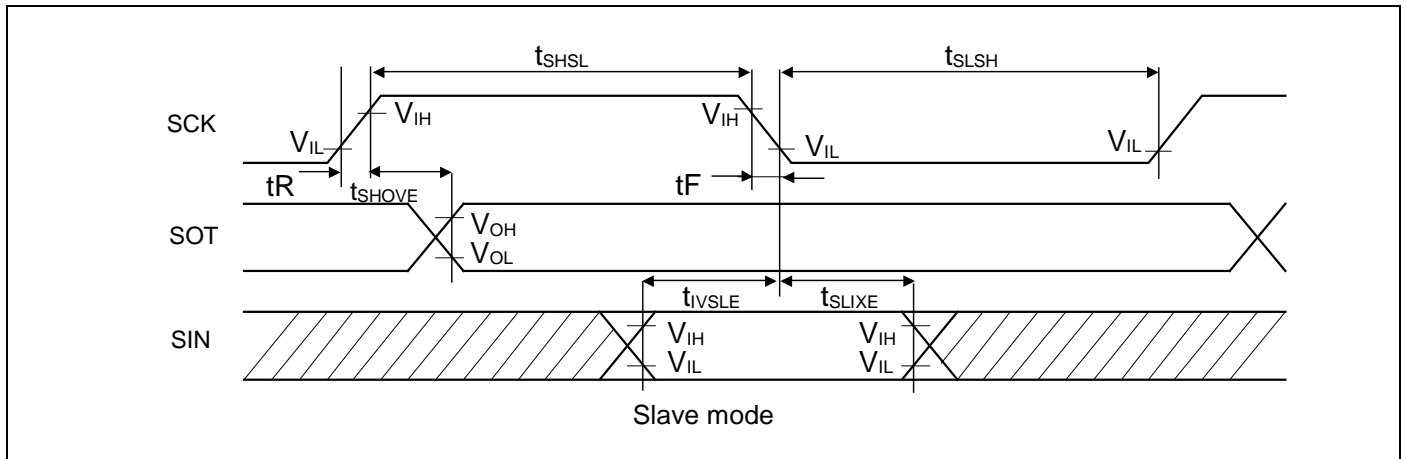 tSHSL
tSLSH
SCK
VIH
VIH
VIL
VIL
VIL
tR
tSHOVE
tF
SOT
VOH
VOL
tIVSLE
tSLIXE
SIN
VIH
VIH
VIL
VIL
Slave mode